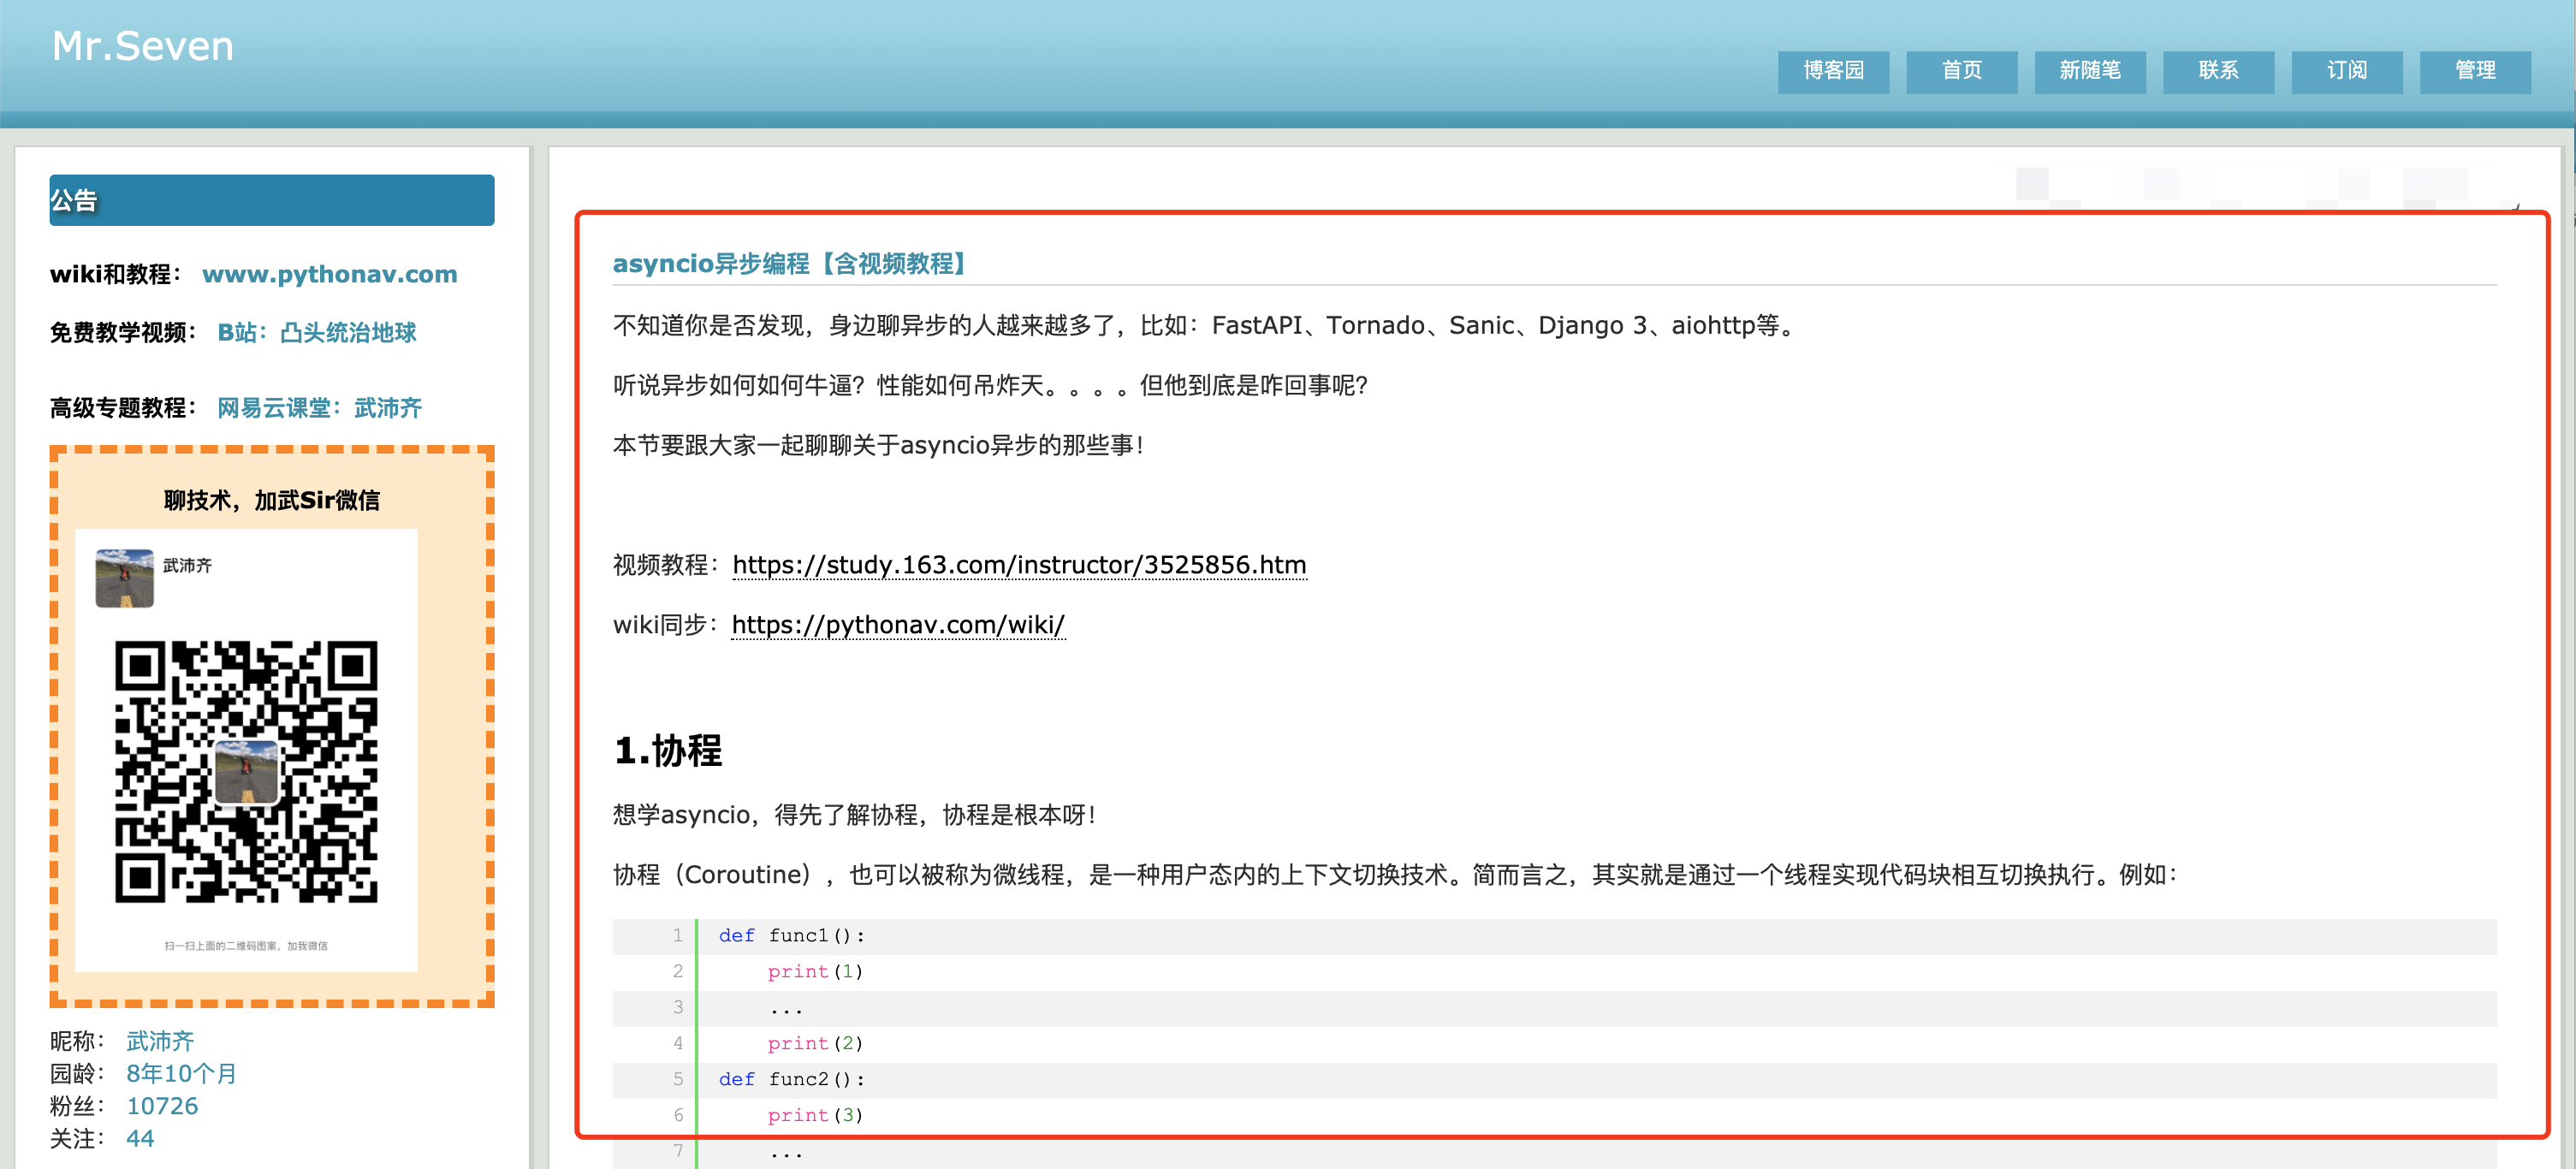 Mr.Seven
博客园
首页
新随笔
联系
订阅
管理
公告
wiki和教程： www.pythonav.com
免费教学视频： B站：凸头统治地球
高级专题教程： 网易云课堂：武沛齐
聊技术，加武Sir微信
武沛齐
扫一扫上面的二维码图案，加我微信
昵称： 武沛齐
园龄： 8年10个月
粉丝： 10726
关注： 44
asyncio异步编程【含视频教程】
不知道你是否发现，身边聊异步的人越来越多了，比如：FastAPI、Tornado、Sanic、Django 3、aiohttp等。
听说异步如何如何牛逼？性能如何吊炸天。。。。但他到底是咋回事呢？
本节要跟大家一起聊聊关于asyncio异步的那些事！
视频教程：https://study.163.com/instructor/3525856.htm
wiki同步：https://pythonav.com/wiki/
1.协程
想学asyncio，得先了解协程，协程是根本呀！
协程（Coroutine），也可以被称为微线程，是一种用户态内的上下文切换技术。简而言之，其实就是通过一个线程实现代码块相互切换执行。例如：
1 def func1():
2     print(1)
3     ...
4     print(2)
5 def func2():
6     print(3)
7     ...